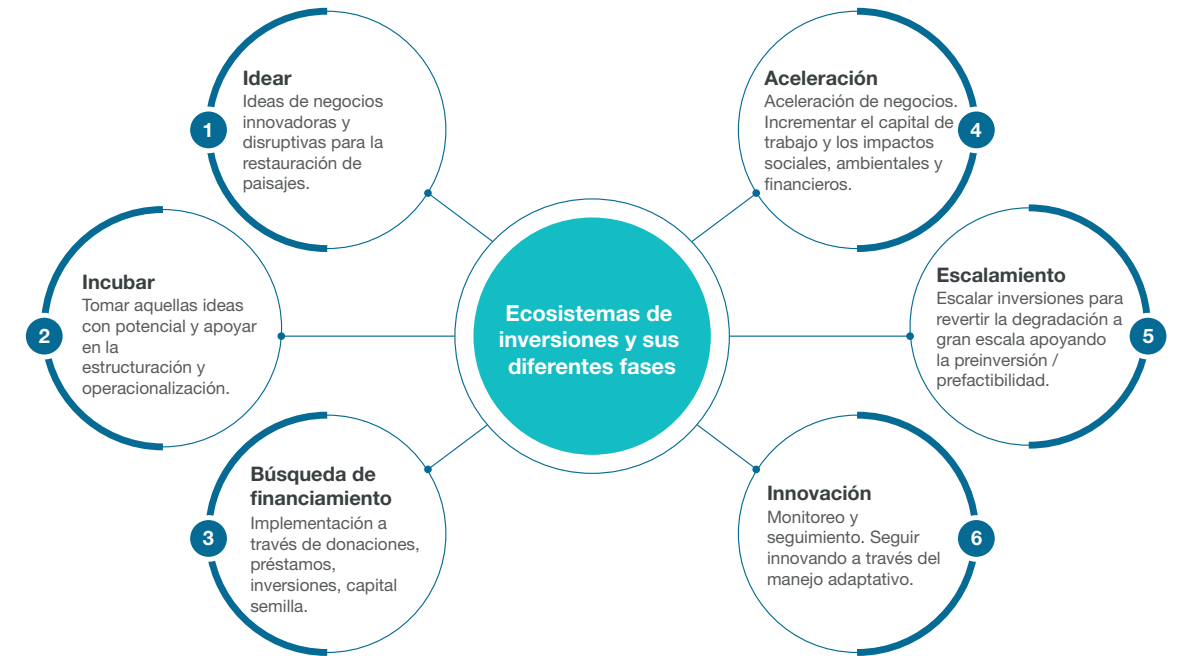 Ecosistemas de
inversiones y sus
diferentes fases
1
Idear
Ideas de negocios
innovadoras y
disruptivas para la
restauración de
paisajes.
2
Incubar
Tomar aquellas ideas
con potencial y apoyar
en la
estructuración y
operacionalización.
3
Búsqueda de
financiamiento
Implementación a
través de donaciones,
préstamos,
inversiones, capital
semilla.
4
Aceleración
Aceleración de negocios.
Incrementar el capital de
trabajo y los impactos
sociales, ambientales y
financieros.
5
Escalamiento
Escalar inversiones para
revertir la degradación a
gran escala apoyando
la preinversión /
prefactibilidad.
6
Innovación
Monitoreo y
seguimiento. Seguir
innovando a través del
manejo adaptativo.